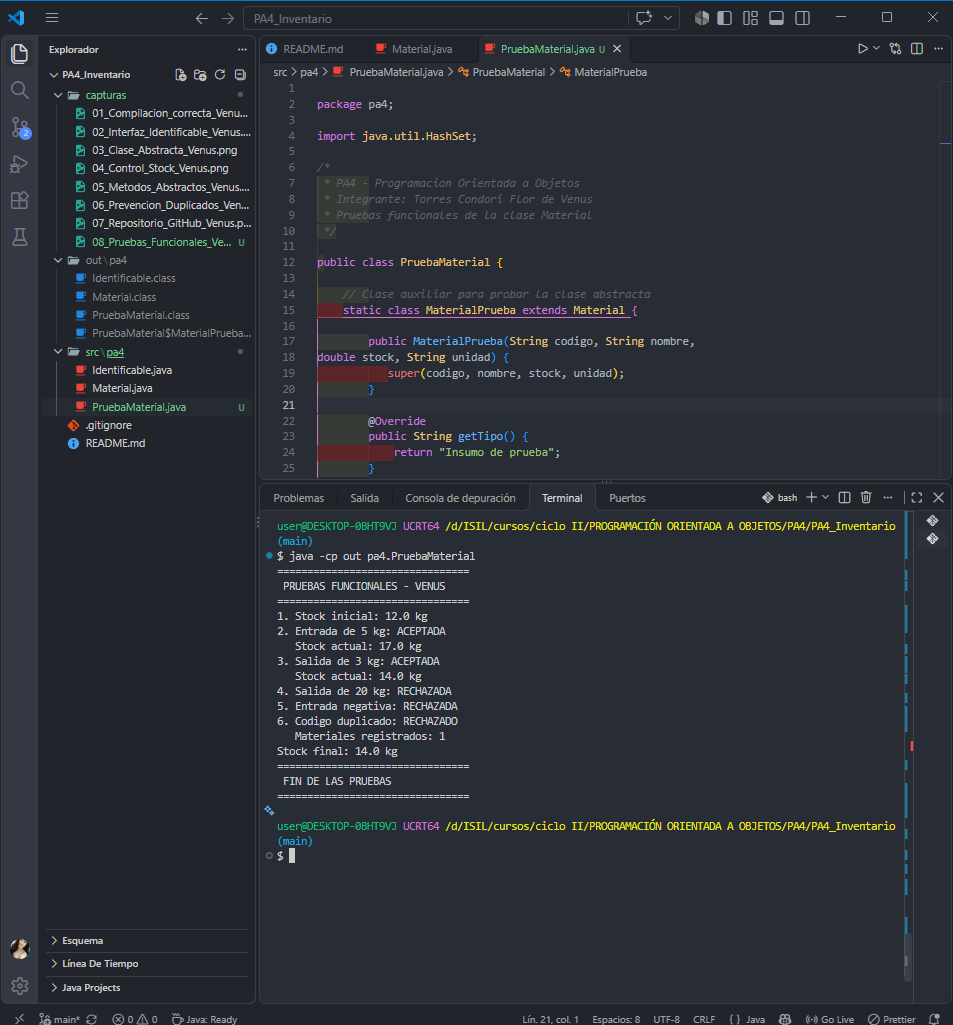 PA4_Inventario
Explorador
PA4_Inventario
capturas
01_Compilacion_correcta_Venu...
02_Interfaz_Identificable_Venus....
03_Clase_Abstracta_Venus.png
04_Control_Stock_Venus.png
05_Metodos_Abstractos_Venus....
06_Prevencion_Duplicados_Ven...
07_Repositorio_GitHub_Venus.p...
08_Pruebas_Funcionales_Ve... U
out\pa4
Identificable.class
Material.class
PruebaMaterial.class
PruebaMaterial$MaterialPrueba...
src\pa4
Identificable.java
Material.java
PruebaMaterial.java U
.gitignore
README.md
2
Esquema
Línea De Tiempo
Java Projects
README.md Material.java PruebaMaterial.java U
src > pa4 > PruebaMaterial.java > PruebaMaterial > MaterialPrueba
1
2 package pa4;
3
4 import java.util.HashSet;
5
6 /*
7 * PA4 - Programacion Orientada a Objetos
8 * Integrante: Torres Condori Flor de Venus
9 * Pruebas funcionales de la clase Material
10 */
11
12 public class PruebaMaterial {
13
14 // Clase auxiliar para probar la clase abstracta
15 static class MaterialPrueba extends Material {
16
17 public MaterialPrueba(String codigo, String nombre,
18 double stock, String unidad) {
19 super(codigo, nombre, stock, unidad);
20 }
21
22 @Override
23 public String getTipo() {
24 return "Insumo de prueba";
25 }
Problemas Salida Consola de depuración Terminal Puertos bash
user@DESKTOP-0BHT9VJ UCRT64 /d/ISIL/cursos/ciclo II/PROGRAMACIÓN ORIENTADA A OBJETOS/PA4/PA4_Inventario
(main)
$ java -cp out pa4.PruebaMaterial
================================
PRUEBAS FUNCIONALES - VENUS
================================
1. Stock inicial: 12.0 kg
2. Entrada de 5 kg: ACEPTADA
Stock actual: 17.0 kg
3. Salida de 3 kg: ACEPTADA
Stock actual: 14.0 kg
4. Salida de 20 kg: RECHAZADA
5. Entrada negativa: RECHAZADA
6. Codigo duplicado: RECHAZADO
Materiales registrados: 1
Stock final: 14.0 kg
================================
FIN DE LAS PRUEBAS
================================
user@DESKTOP-0BHT9VJ UCRT64 /d/ISIL/cursos/ciclo II/PROGRAMACIÓN ORIENTADA A OBJETOS/PA4/PA4_Inventario
(main)
$
main* 0 0 Java: Ready Lín. 21, col. 1 Espacios: 8 UTF-8 CRLF { } Java Go Live Prettier